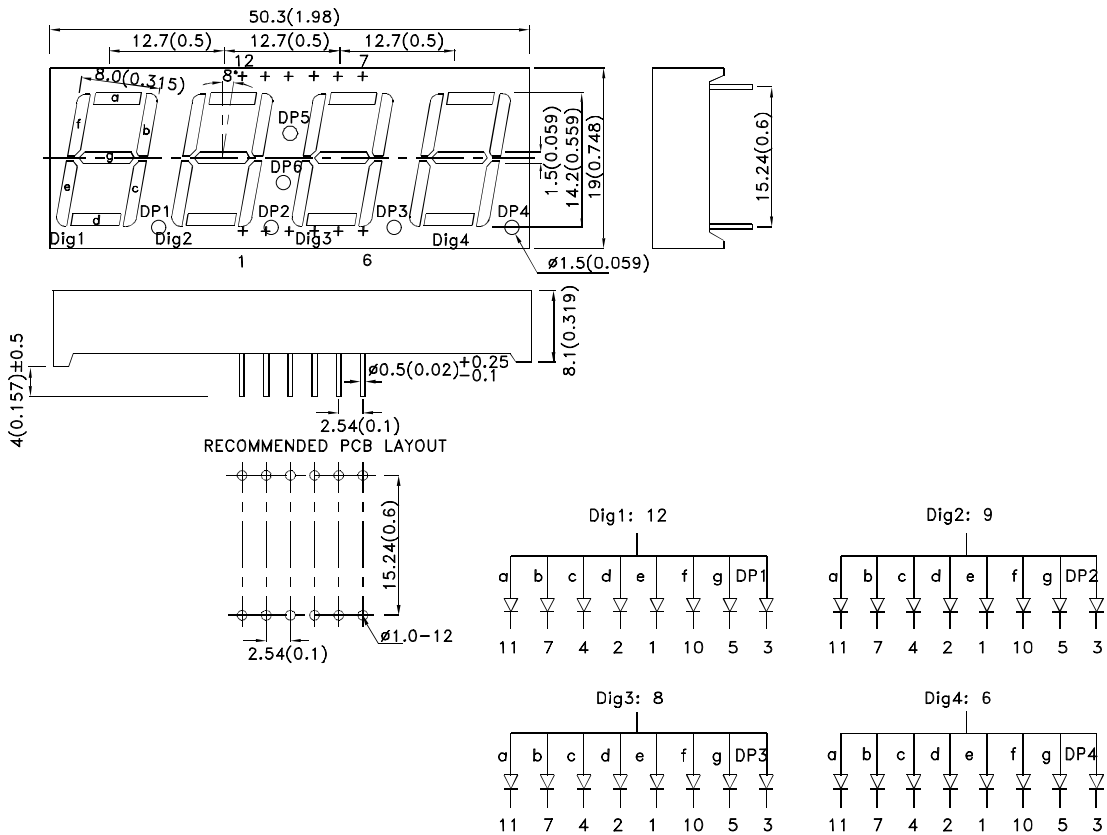 50.3(1.98)
12.7(0.5) 12.7(0.5) 12.7(0.5)
12 7
8.0(0.315) 8°
a
f b
g
e c
d
DP5
DP6
DP1 DP2 DP3 DP4
Dig1 Dig2 Dig3 Dig4
1 6
1.5(0.059)
14.2(0.559)
19(0.748)
15.24(0.6)
ø1.5(0.059)
8.1(0.319)
4(0.157)±0.5
ø0.5(0.02)+0.25
-0.1
2.54(0.1)
RECOMMENDED PCB LAYOUT
15.24(0.6)
ø1.0-12
2.54(0.1)
Dig1: 12
a b c d e f g DP1
11 7 4 2 1 10 5 3
Dig2: 9
a b c d e f g DP2
11 7 4 2 1 10 5 3
Dig3: 8
a b c d e f g DP3
11 7 4 2 1 10 5 3
Dig4: 6
a b c d e f g DP4
11 7 4 2 1 10 5 3